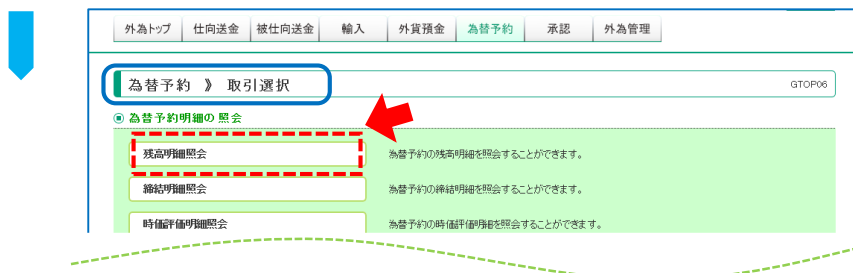 外為トップ 仕向送金 被仕向送金 輸入 外貨預金 為替予約 承認 外為管理
為替予約 》 取引選択 GTOP06
為替予約明細の照会
残高明細照会 為替予約の残高明細を照会することができます。
締結明細照会 為替予約の締結明細を照会することができます。
時価評価明細照会 為替予約の時価評価明細を照会することができます。